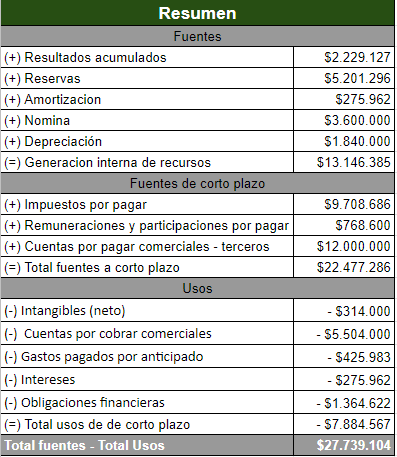 Resumen
Fuentes
(+) Resultados acumulados $2.229.127
(+) Reservas $5.201.296
(+) Amortizacion $275.962
(+) Nomina $3.600.000
(+) Depreciación $1.840.000
(=) Generacion interna de recursos $13.146.385
Fuentes de corto plazo
(+) Impuestos por pagar $9.708.686
(+) Remuneraciones y participaciones por pagar $768.600
(+) Cuentas por pagar comerciales - terceros $12.000.000
(=) Total fuentes a corto plazo $22.477.286
Usos
(-) Intangibles (neto) - $314.000
(-) Cuentas por cobrar comerciales - $5.504.000
(-) Gastos pagados por anticipado - $425.983
(-) Intereses - $275.962
(-) Obligaciones financieras - $1.364.622
(=) Total usos de de corto plazo - $7.884.567
Total fuentes - Total Usos $27.739.104